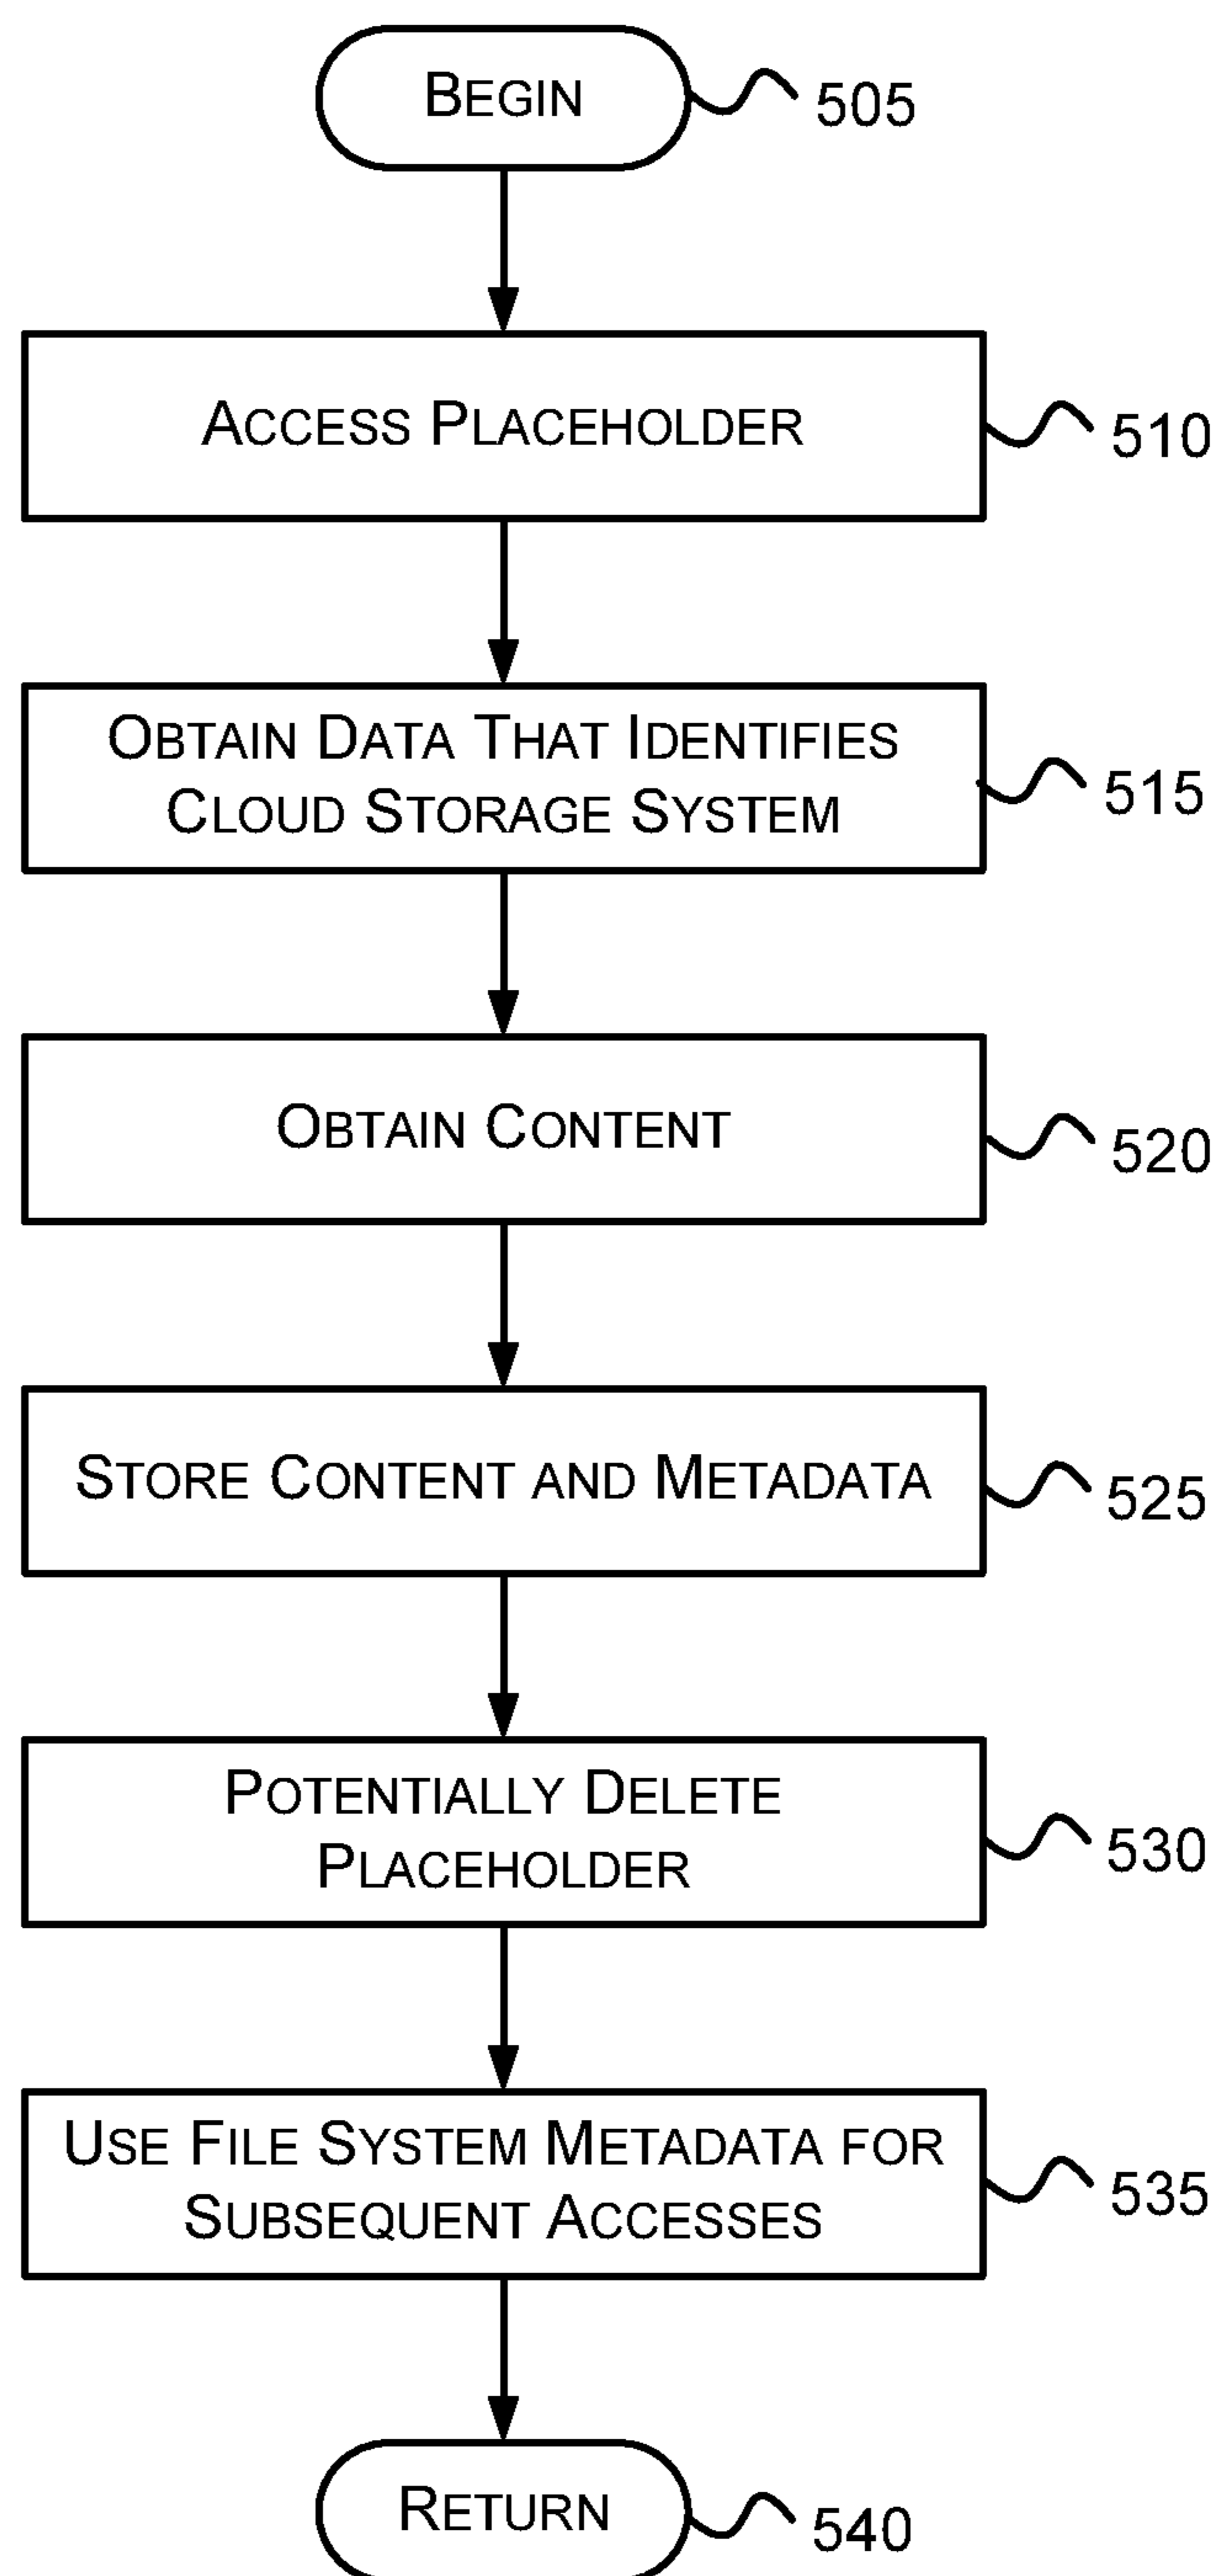 BEGIN
505
ACCESS PLACEHOLDER
510
OBTAIN DATA THAT IDENTIFIES
CLOUD STORAGE SYSTEM
515
OBTAIN CONTENT
520
STORE CONTENT AND METADATA
525
POTENTIALLY DELETE
PLACEHOLDER
530
USE FILE SYSTEM METADATA FOR
SUBSEQUENT ACCESSES
535
RETURN
540